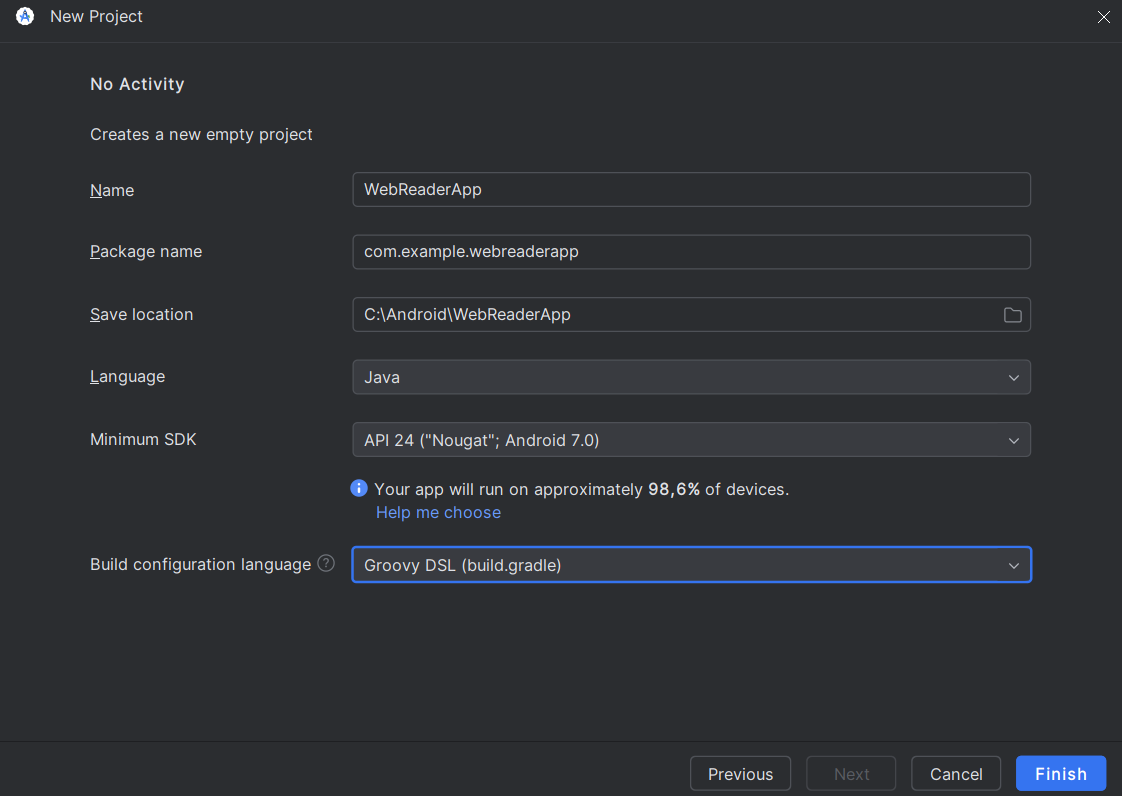 New Project
No Activity
Creates a new empty project
Name
WebReaderApp
Package name
com.example.webreaderapp
Save location
C:\Android\WebReaderApp
Language
Java
Minimum SDK
API 24 ("Nougat"; Android 7.0)
Your app will run on approximately 98,6% of devices.
Help me choose
Build configuration language ?
Groovy DSL (build.gradle)
Previous
Next
Cancel
Finish